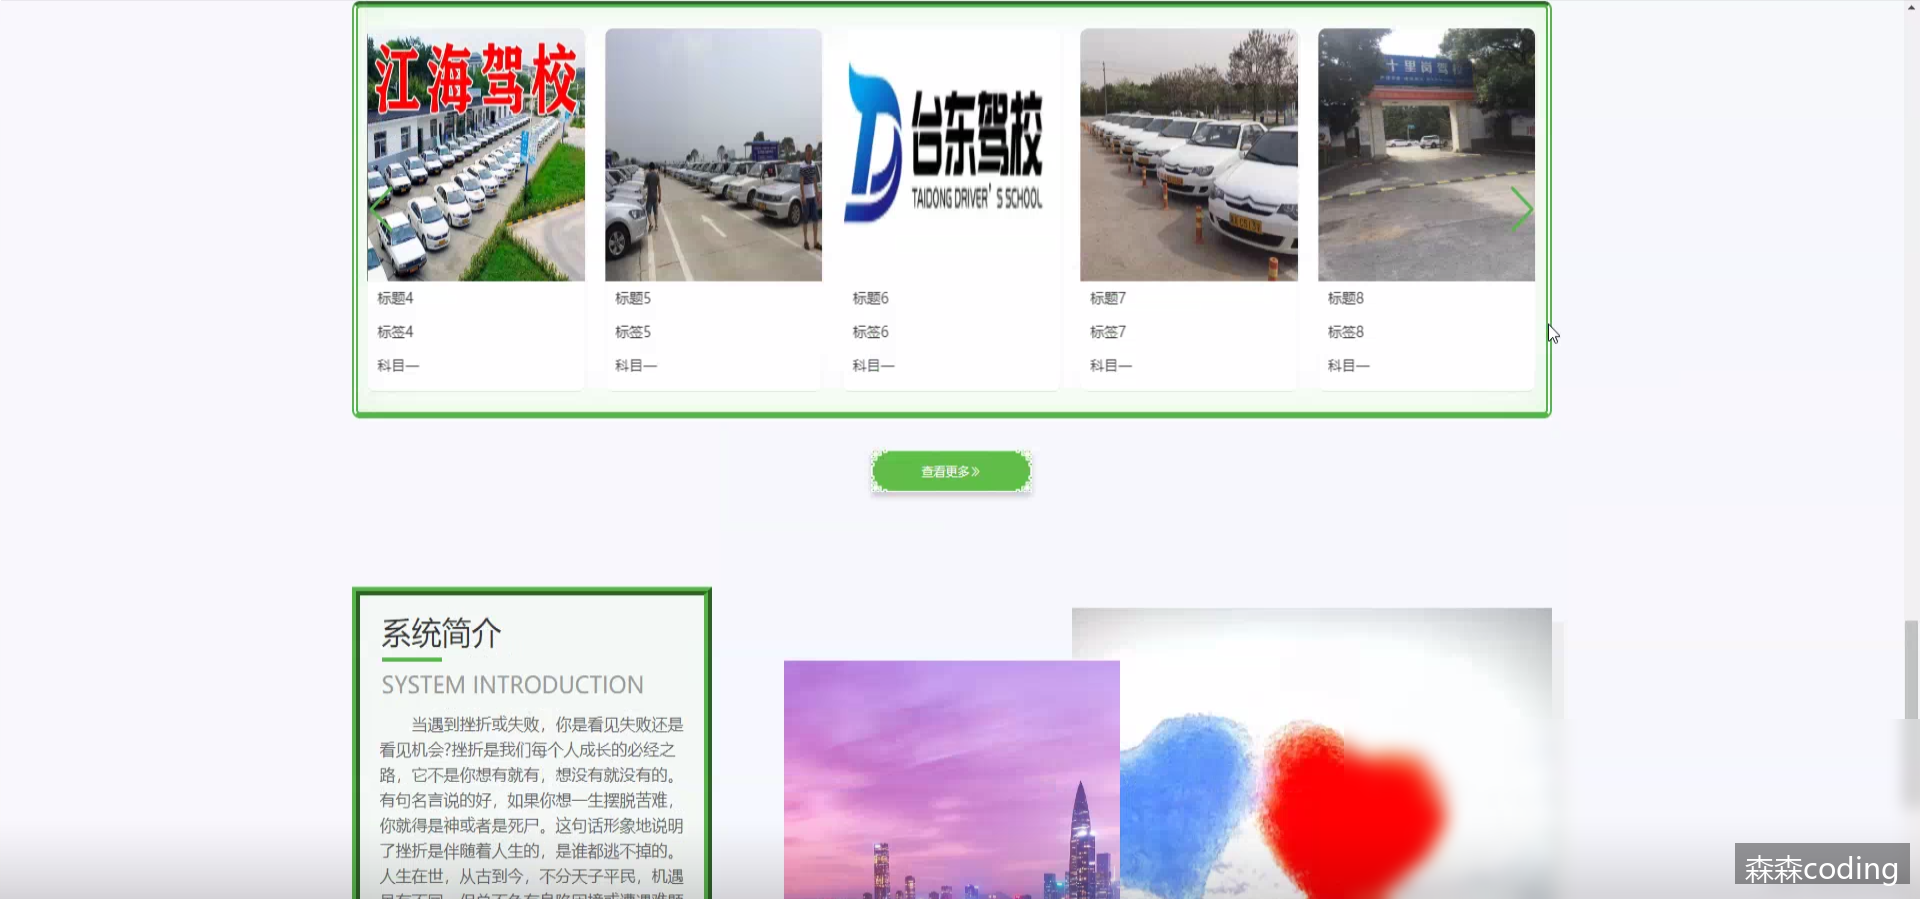 江海驾校
台东驾校
TAIDONG DRIVER'S SCHOOL
十里岗驾校
标题4
标题5
标题6
标题7
标题8
标签4
标签5
标签6
标签7
标签8
科目一
科目一
科目一
科目一
科目一
查看更多»
系统简介
SYSTEM INTRODUCTION
当遇到挫折或失败，你是看见失败还是
看见机会?挫折是我们每个人成长的必经之
路，它不是你想有就有，想没有就没有的。
有句名言说的好，如果你想一生摆脱苦难，
你就得是神或者是死尸。这句话形象地说明
了挫折是伴随着人生的，是谁都逃不掉的。
人生在世，从古到今，不分天子平民，机遇
森森coding